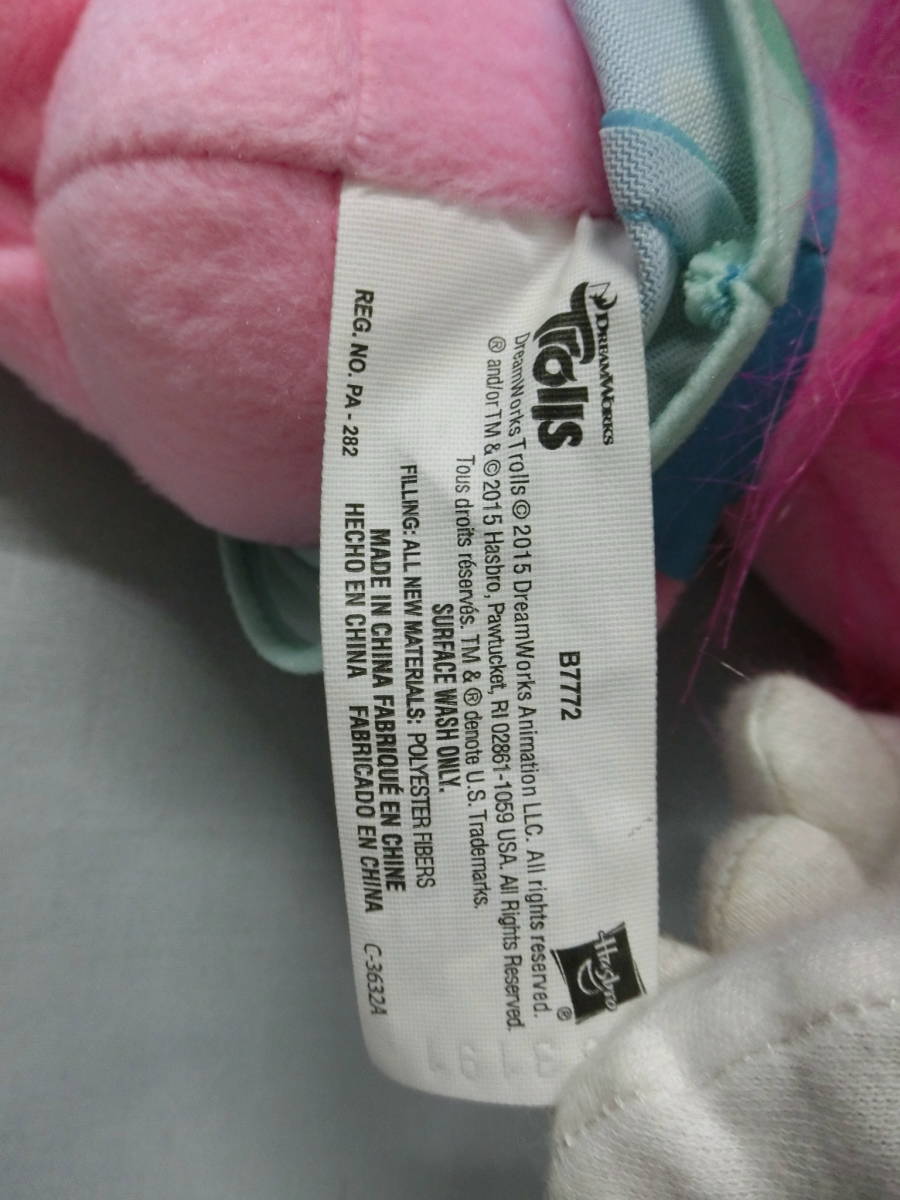 DREAMWORKS
Trolls
B7772
Hasbro
®
DreamWorks Trolls © 2015 DreamWorks Animation LLC. All rights reserved.
® and/or TM & © 2015 Hasbro, Pawtucket, RI 02861-1059 USA. All Rights Reserved.
Tous droits réservés. TM & ® denote U.S. Trademarks.
SURFACE WASH ONLY.
FILLING: ALL NEW MATERIALS: POLYESTER FIBERS
MADE IN CHINA FABRIQUÉ EN CHINE
REG. NO. PA - 282 HECHO EN CHINA FABRICADO EN CHINA C-3632A